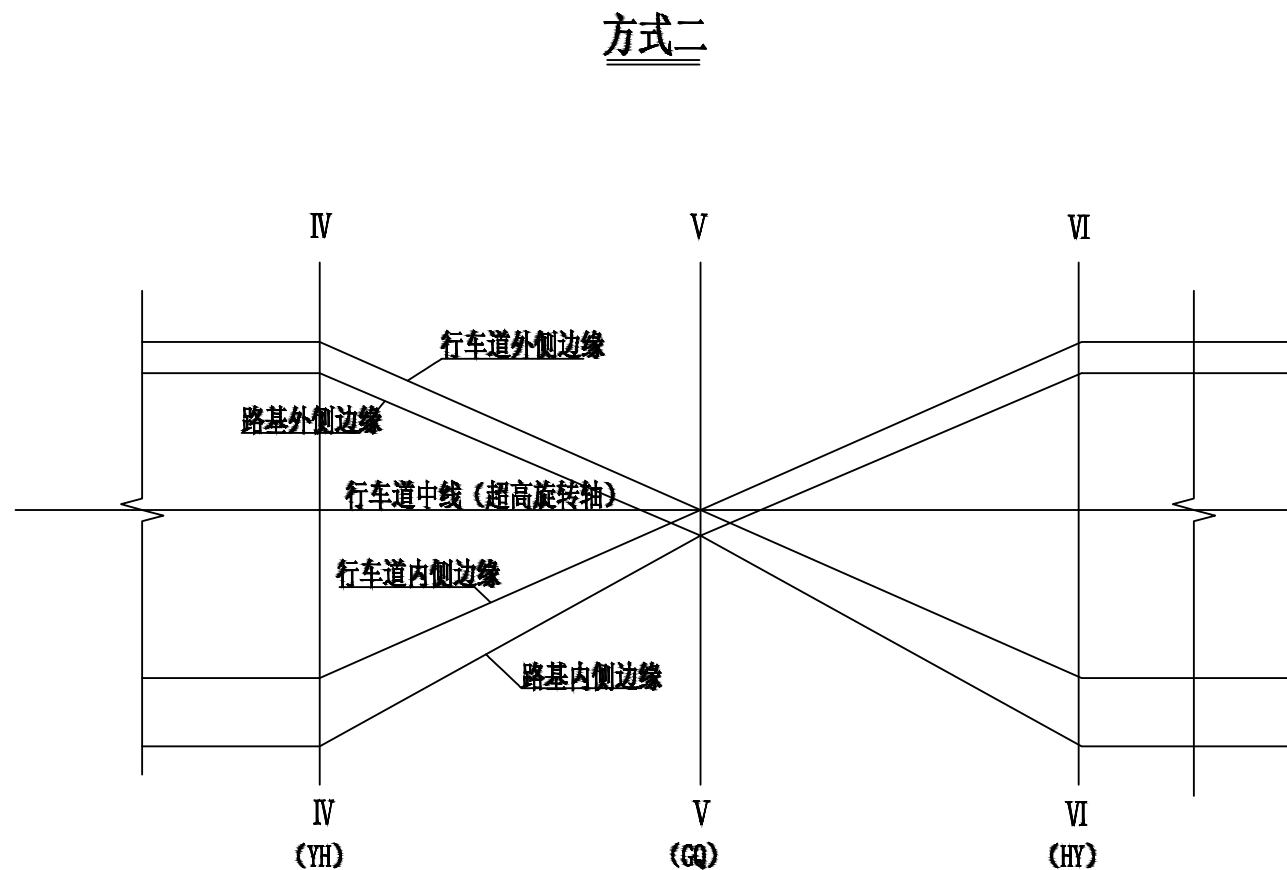 方式二
Ⅳ Ⅴ Ⅵ
行车道外侧边缘
路基外侧边缘
行车道中线（超高旋转轴）
行车道内侧边缘
路基内侧边缘
Ⅳ Ⅴ Ⅵ
(YH) (GQ) (HY)